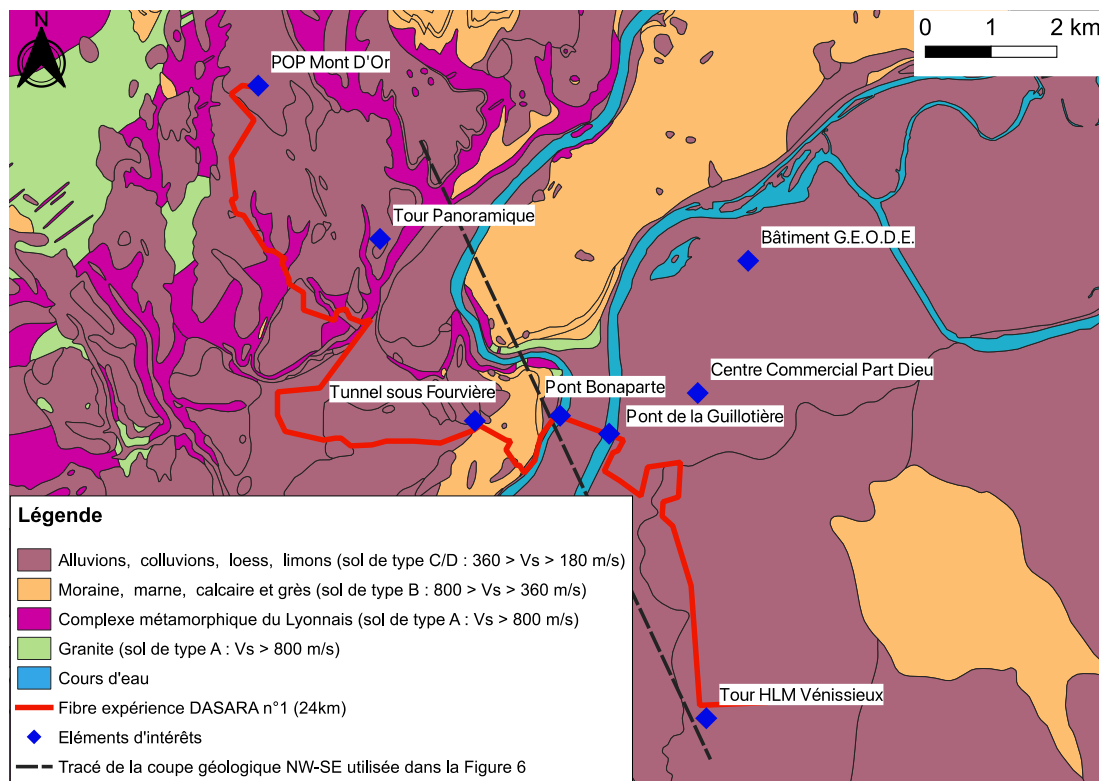 N
0 1 2 km
POP Mont D'Or
Tour Panoramique
Bâtiment G.E.O.D.E.
Centre Commercial Part Dieu
Tunnel sous Fourvière
Pont Bonaparte
Pont de la Guillotière
Tour HLM Vénissieux
Légende
Alluvions, colluvions, loess, limons (sol de type C/D : 360 > Vs > 180 m/s)
Moraine, marne, calcaire et grès (sol de type B : 800 > Vs > 360 m/s)
Complexe métamorphique du Lyonnais (sol de type A : Vs > 800 m/s)
Granite (sol de type A : Vs > 800 m/s)
Cours d'eau
Fibre expérience DASARA n°1 (24km)
Eléments d'intérêts
Tracé de la coupe géologique NW-SE utilisée dans la Figure 6